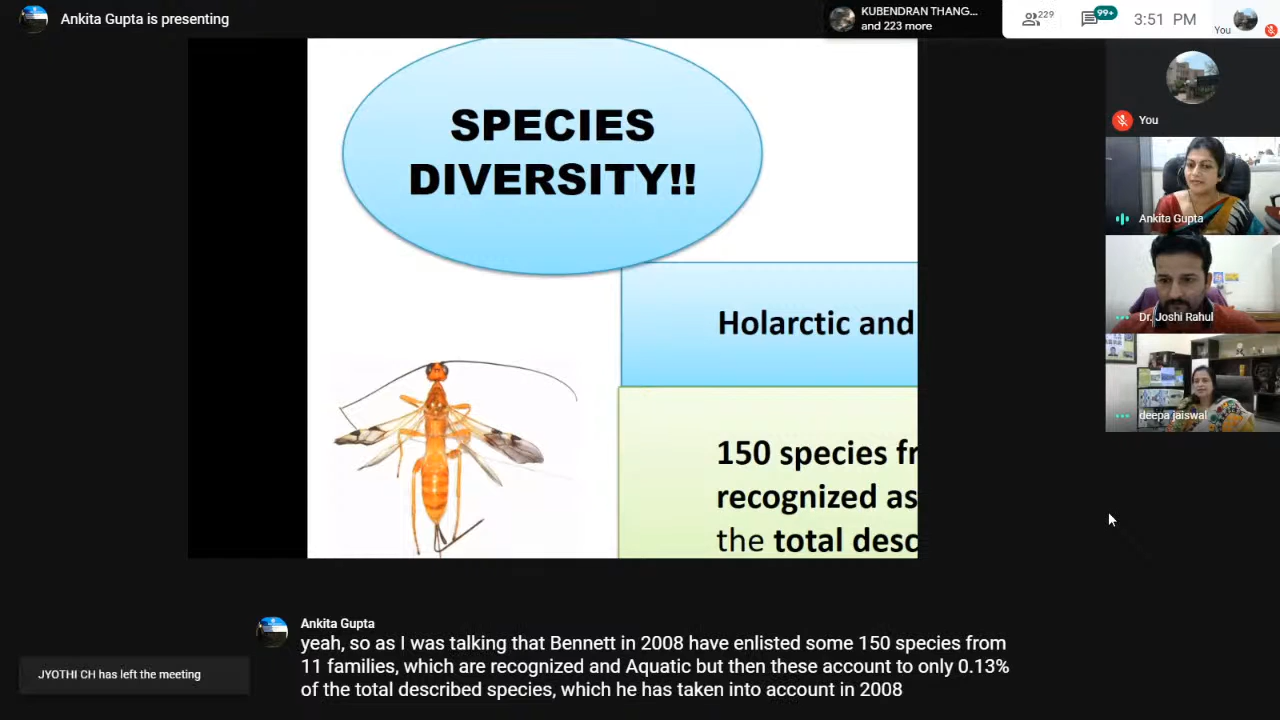 Ankita Gupta is presenting
KUBENDRAN THANG...
and 223 more
229
99+
3:51 PM
You
SPECIES
DIVERSITY!!
Holarctic and
150 species fr
recognized as
the total desc
You
Ankita Gupta
Dr. Joshi Rahul
deepa jaiswal
Ankita Gupta
yeah, so as I was talking that Bennett in 2008 have enlisted some 150 species from
11 families, which are recognized and Aquatic but then these account to only 0.13%
of the total described species, which he has taken into account in 2008
JYOTHI CH has left the meeting